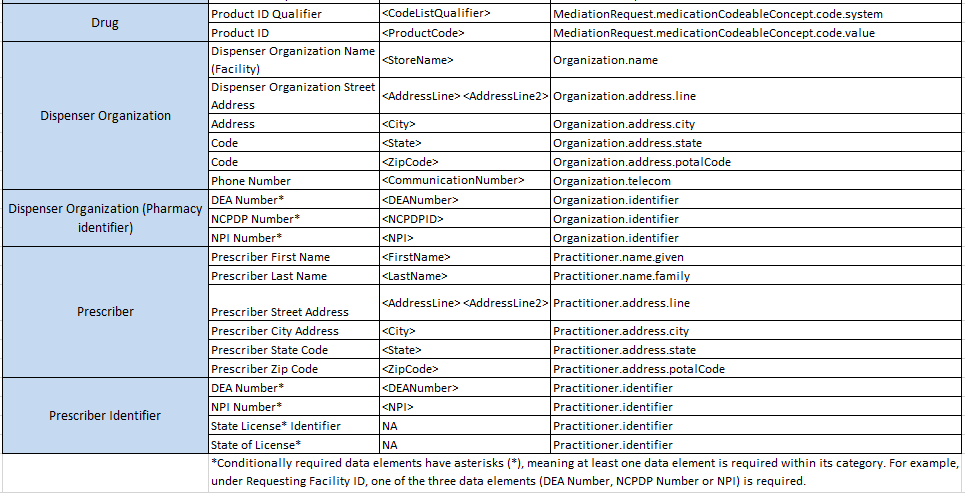 Drug
Product ID Qualifier <CodeListQualifier> MediationRequest.medicationCodeableConcept.code.system
Product ID <ProductCode> MediationRequest.medicationCodeableConcept.code.value
Dispenser Organization
Dispenser Organization Name
(Facility) <StoreName> Organization.name
Dispenser Organization Street
Address <AddressLine> <AddressLine2> Organization.address.line
Address <City> Organization.address.city
Code <State> Organization.address.state
Code <ZipCode> Organization.address.potalCode
Phone Number <CommunicationNumber> Organization.telecom
Dispenser Organization (Pharmacy
identifier)
DEA Number* <DEANumber> Organization.identifier
NCPDP Number* <NCPDPID> Organization.identifier
NPI Number* <NPI> Organization.identifier
Prescriber
Prescriber First Name <FirstName> Practitioner.name.given
Prescriber Last Name <LastName> Practitioner.name.family
Prescriber Street Address <AddressLine> <AddressLine2> Practitioner.address.line
Prescriber City Address <City> Practitioner.address.city
Prescriber State Code <State> Practitioner.address.state
Prescriber Zip Code <ZipCode> Practitioner.address.potalCode
Prescriber Identifier
DEA Number* <DEANumber> Practitioner.identifier
NPI Number* <NPI> Practitioner.identifier
State License* Identifier NA Practitioner.identifier
State of License* NA Practitioner.identifier
*Conditionally required data elements have asterisks (*), meaning at least one data element is required within its category. For example,
under Requesting Facility ID, one of the three data elements (DEA Number, NCPDP Number or NPI) is required.